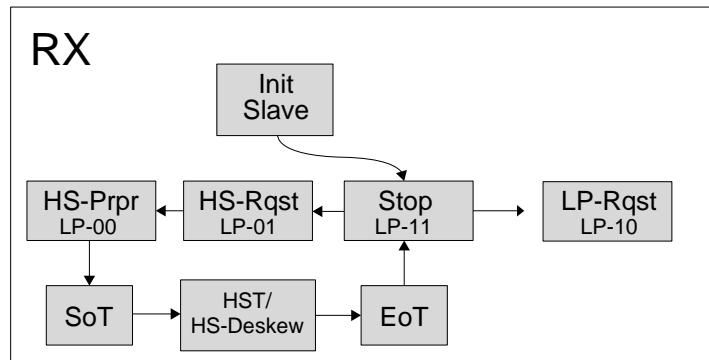 RX
Init
Slave
HS-Prpr
LP-00
HS-Rqst
LP-01
Stop
LP-11
LP-Rqst
LP-10
SoT
HST/
HS-Deskew
EoT